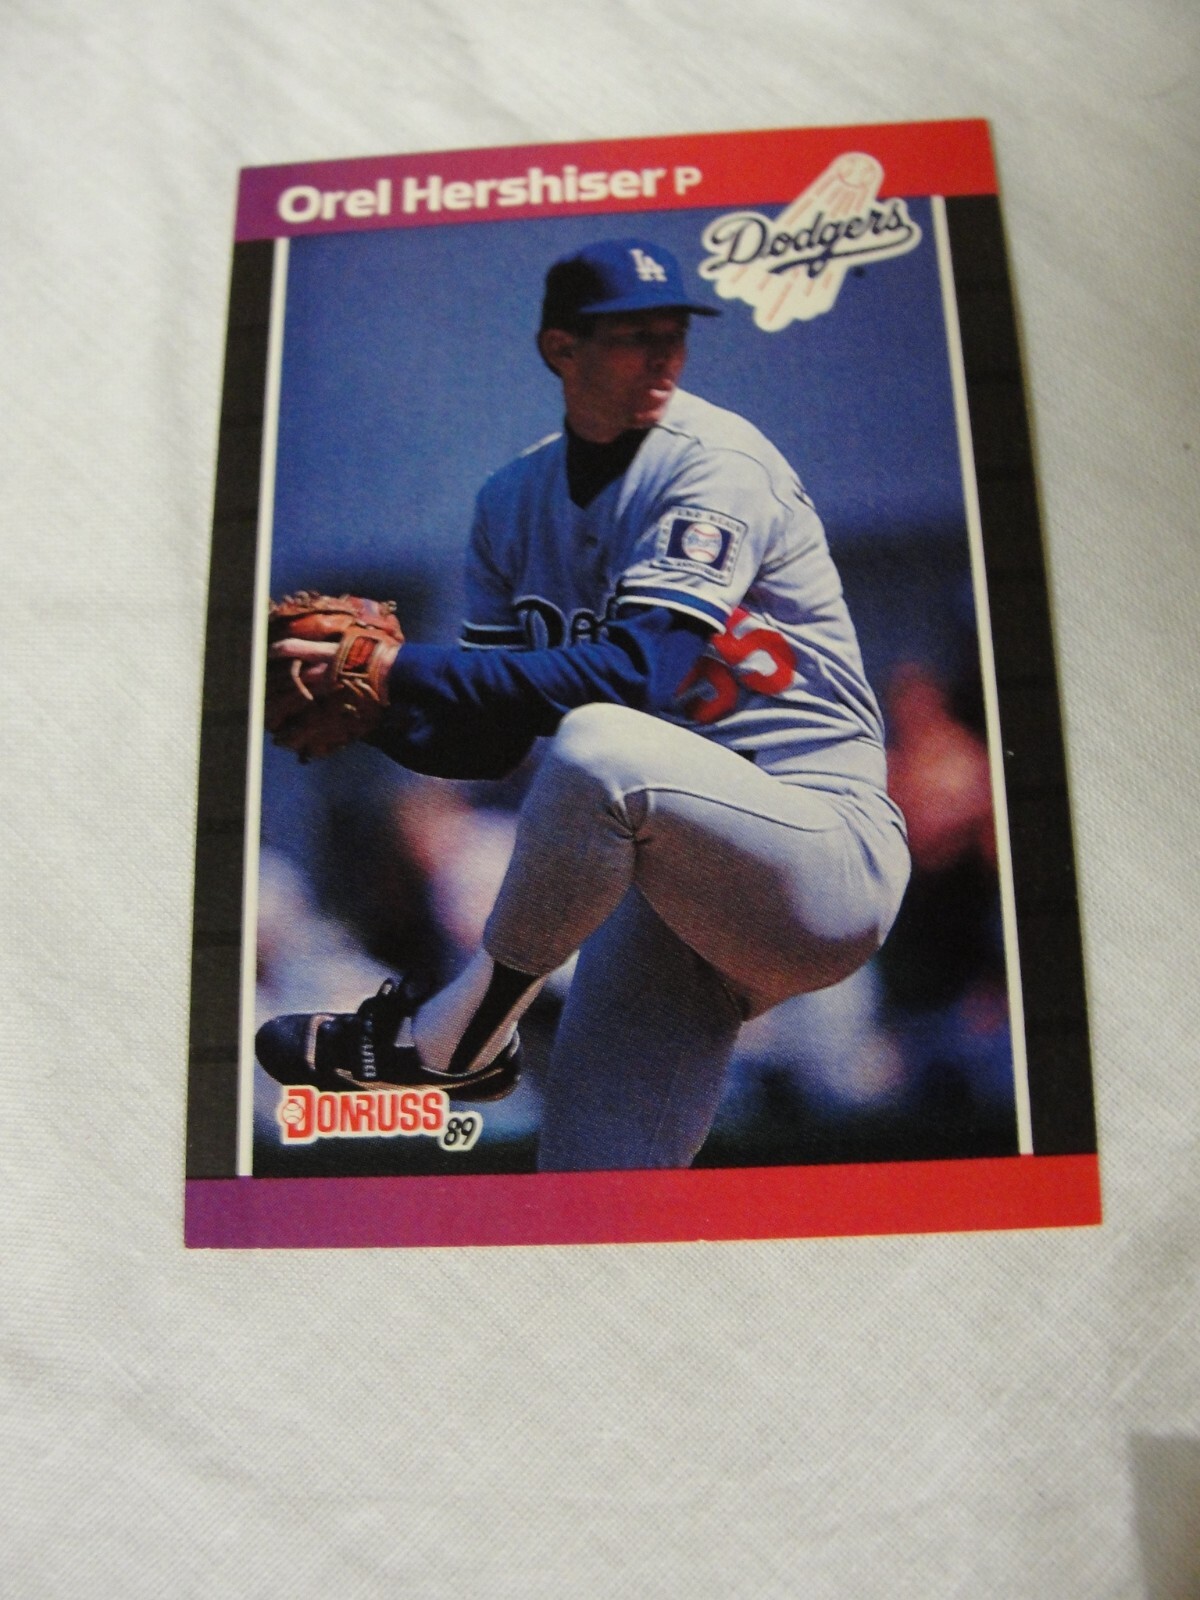 Orel Hershiser P
Dodgers
LA
55
DONRUSS
89